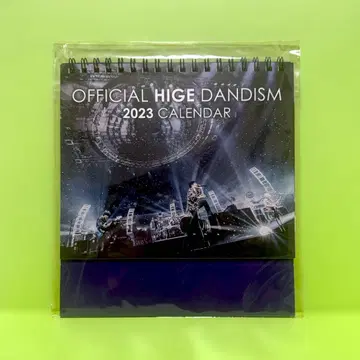 OFFICIAL HIGE DANDISM
2023 CALENDAR